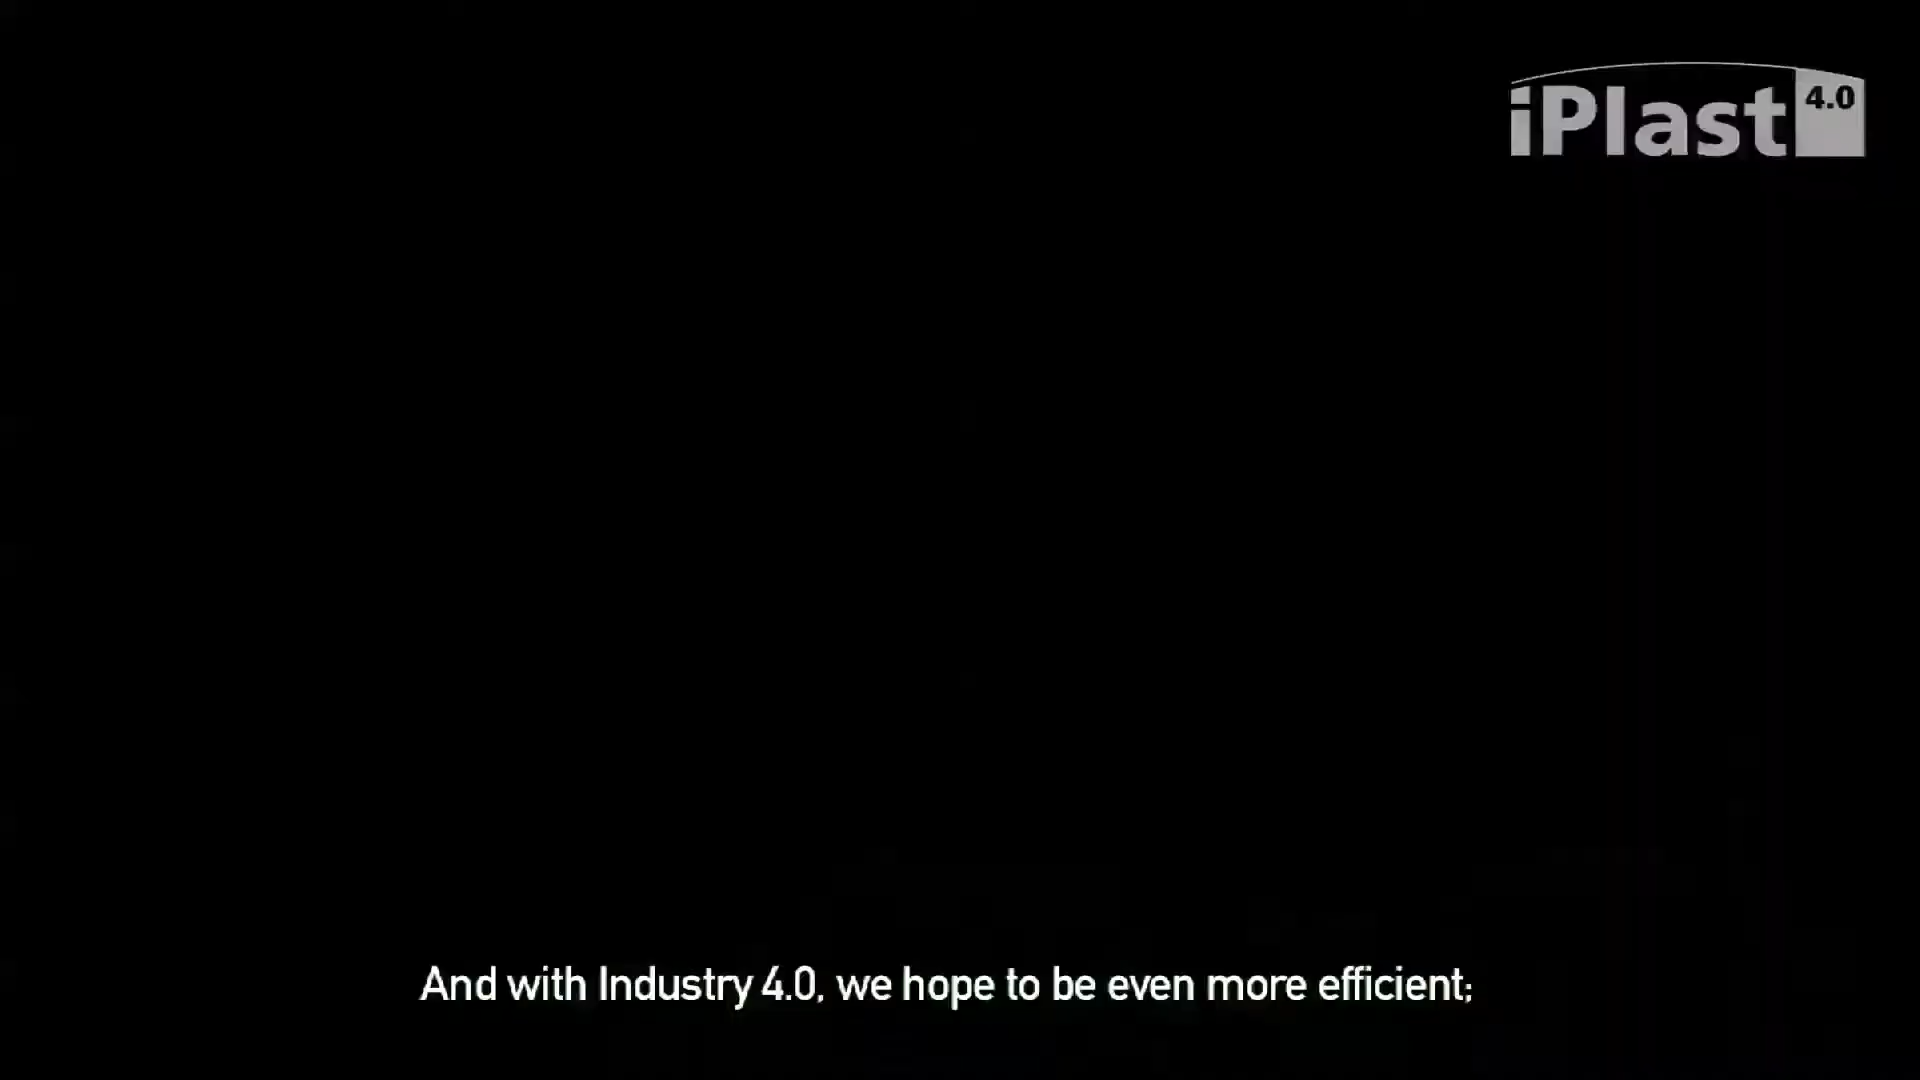 iPlast 4.0
And with Industry 4.0, we hope to be even more efficient;